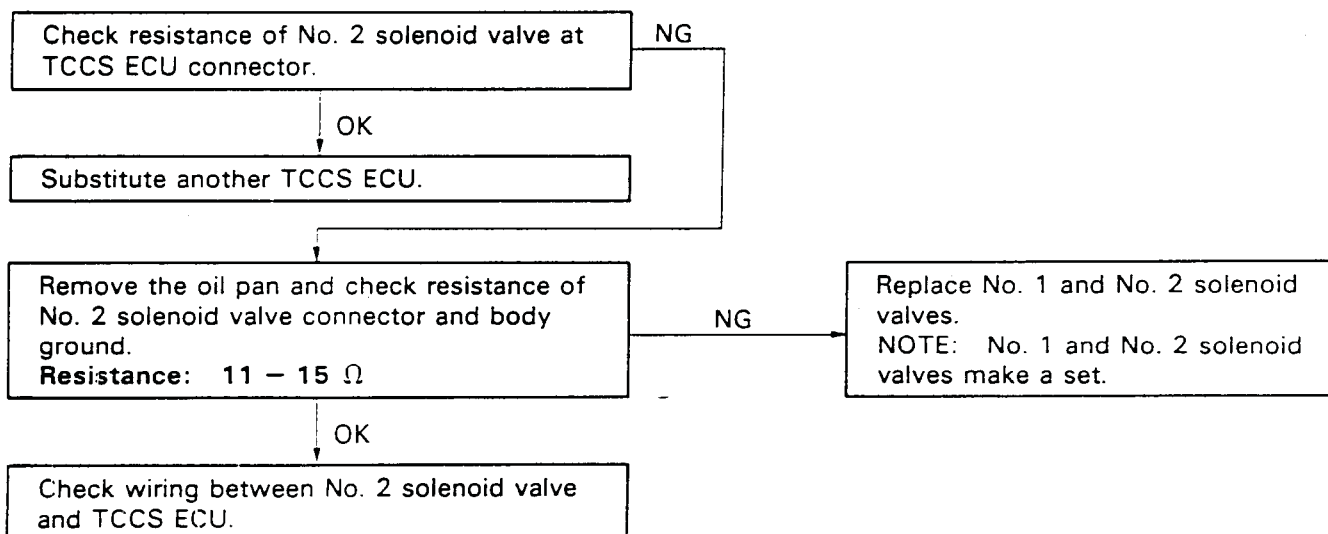 Check resistance of No. 2 solenoid valve at
TCCS ECU connector.
NG
OK
Substitute another TCCS ECU.
Remove the oil pan and check resistance of
No. 2 solenoid valve connector and body
ground.
Resistance: 11 – 15 Ω
NG
Replace No. 1 and No. 2 solenoid
valves.
NOTE: No. 1 and No. 2 solenoid
valves make a set.
OK
Check wiring between No. 2 solenoid valve
and TCCS ECU.